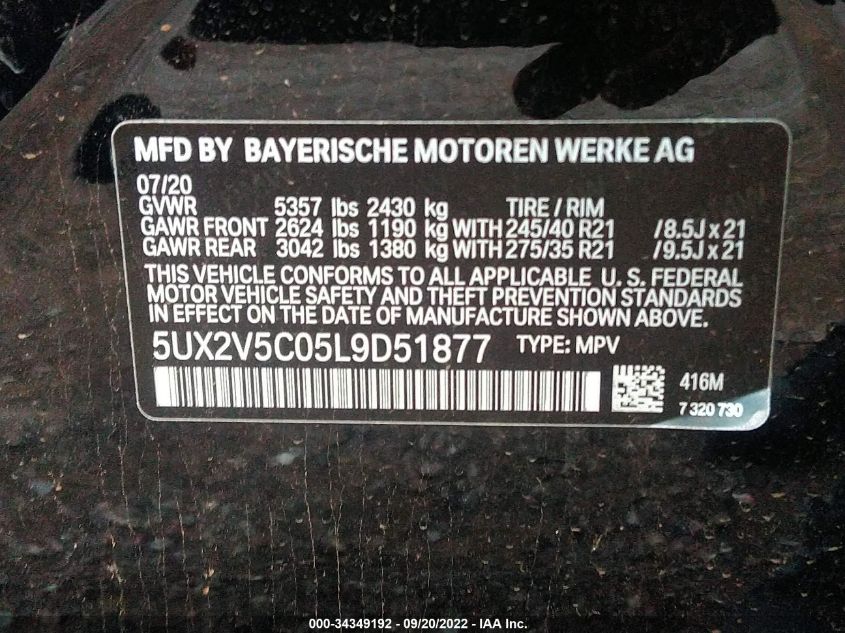 MFD BY BAYERISCHE MOTOREN WERKE AG
07/20
GVWR 5357 lbs 2430 kg TIRE / RIM
GAWR FRONT 2624 lbs 1190 kg WITH 245/40 R21 /8.5J x 21
GAWR REAR 3042 lbs 1380 kg WITH 275/35 R21 /9.5J x 21
THIS VEHICLE CONFORMS TO ALL APPLICABLE U. S. FEDERAL
MOTOR VEHICLE SAFETY AND THEFT PREVENTION STANDARDS
IN EFFECT ON THE DATE OF MANUFACTURE SHOWN ABOVE.
5UX2V5C05L9D51877 TYPE: MPV
416M
7 320 730
000-34349192 - 09/20/2022 - IAA Inc.